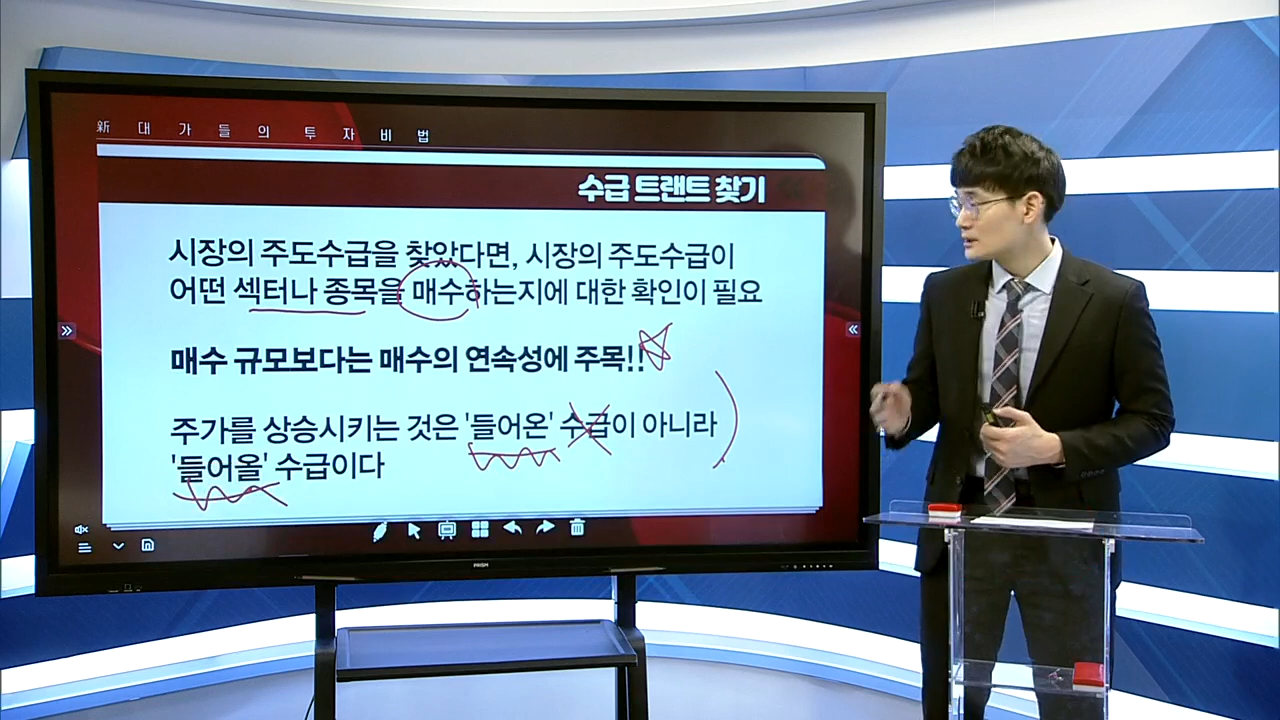 新 대 가 들 의 투 자 비 법
수급 트랜트 찾기
시장의 주도수급을 찾았다면, 시장의 주도수급이
어떤 섹터나 종목을 매수하는지에 대한 확인이 필요
매수 규모보다는 매수의 연속성에 주목!!
주가를 상승시키는 것은 '들어온' 수급이 아니라
'들어올' 수급이다
PRISM